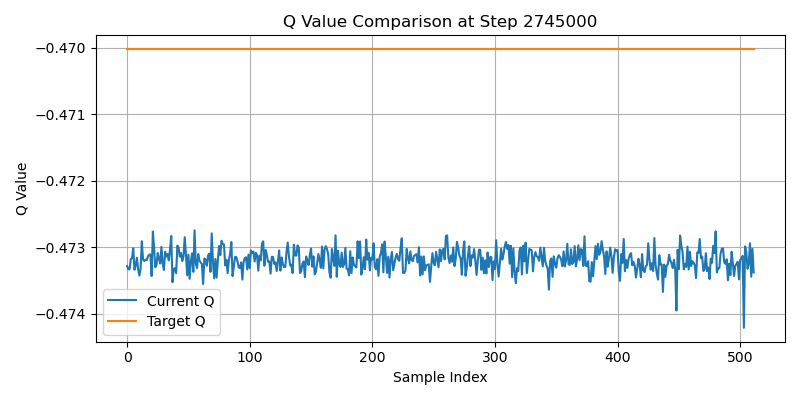 Q Value Comparison at Step 2745000
Q Value
−0.470
−0.471
−0.472
−0.473
−0.474
Current Q
Target Q
0
100
200
300
400
500
Sample Index